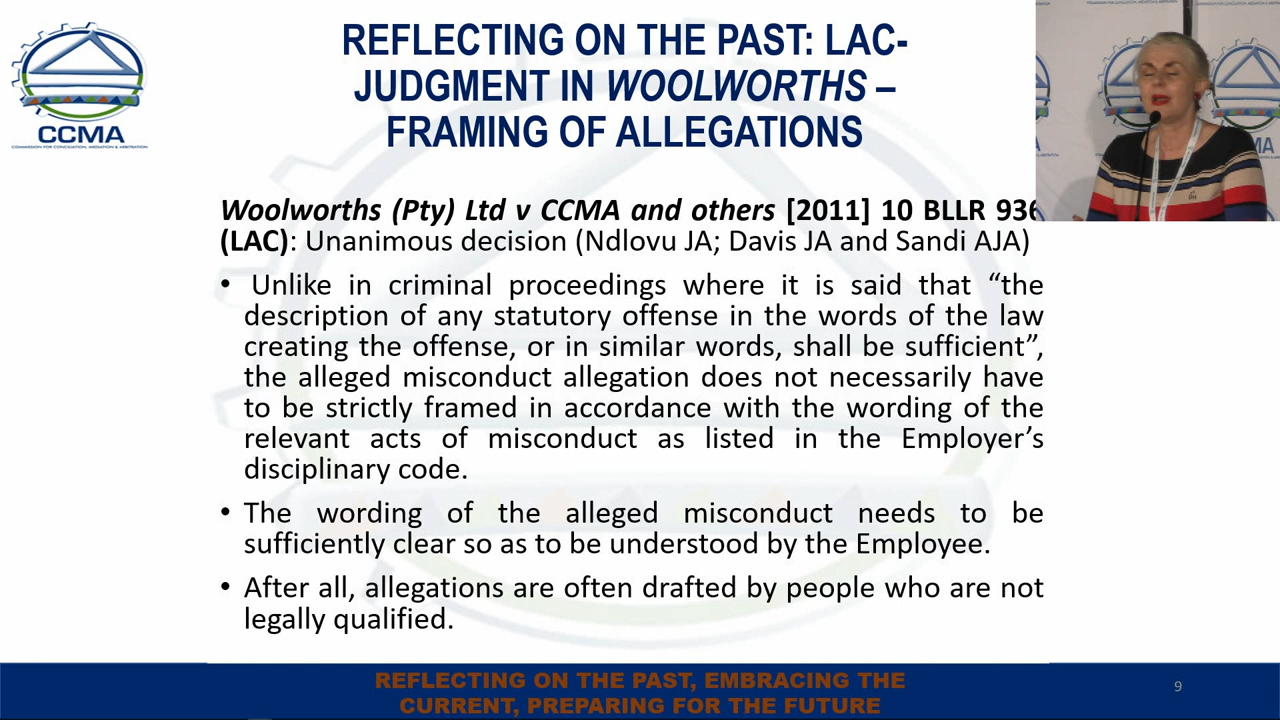 REFLECTING ON THE PAST: LAC-
JUDGMENT IN WOOLWORTHS –
FRAMING OF ALLEGATIONS
CCMA
COMMISSION FOR CONCILIATION, MEDIATION & ARBITRATION
Woolworths (Pty) Ltd v CCMA and others [2011] 10 BLLR 936
(LAC): Unanimous decision (Ndlovu JA; Davis JA and Sandi AJA)
• Unlike in criminal proceedings where it is said that “the
description of any statutory offense in the words of the law
creating the offense, or in similar words, shall be sufficient”,
the alleged misconduct allegation does not necessarily have
to be strictly framed in accordance with the wording of the
relevant acts of misconduct as listed in the Employer’s
disciplinary code.
• The wording of the alleged misconduct needs to be
sufficiently clear so as to be understood by the Employee.
• After all, allegations are often drafted by people who are not
legally qualified.
REFLECTING ON THE PAST, EMBRACING THE
CURRENT, PREPARING FOR THE FUTURE
9